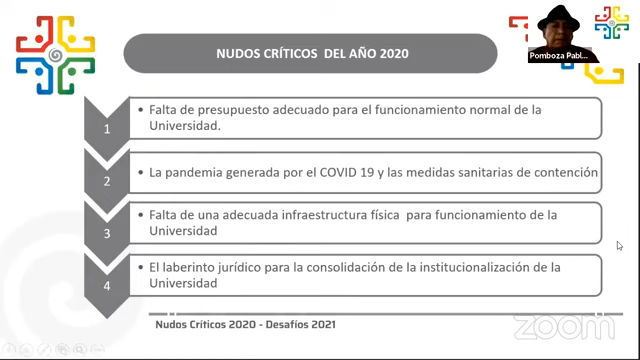 NUDOS CRÍTICOS DEL AÑO 2020
Pomboza Pabl...
1
• Falta de presupuesto adecuado para el funcionamiento normal de la
Universidad.
2
• La pandemia generada por el COVID 19 y las medidas sanitarias de contención
3
• Falta de una adecuada infraestructura física para funcionamiento de la
Universidad
4
• El laberinto jurídico para la consolidación de la institucionalización de la
Universidad
Nudos Críticos 2020 - Desafíos 2021
zoom